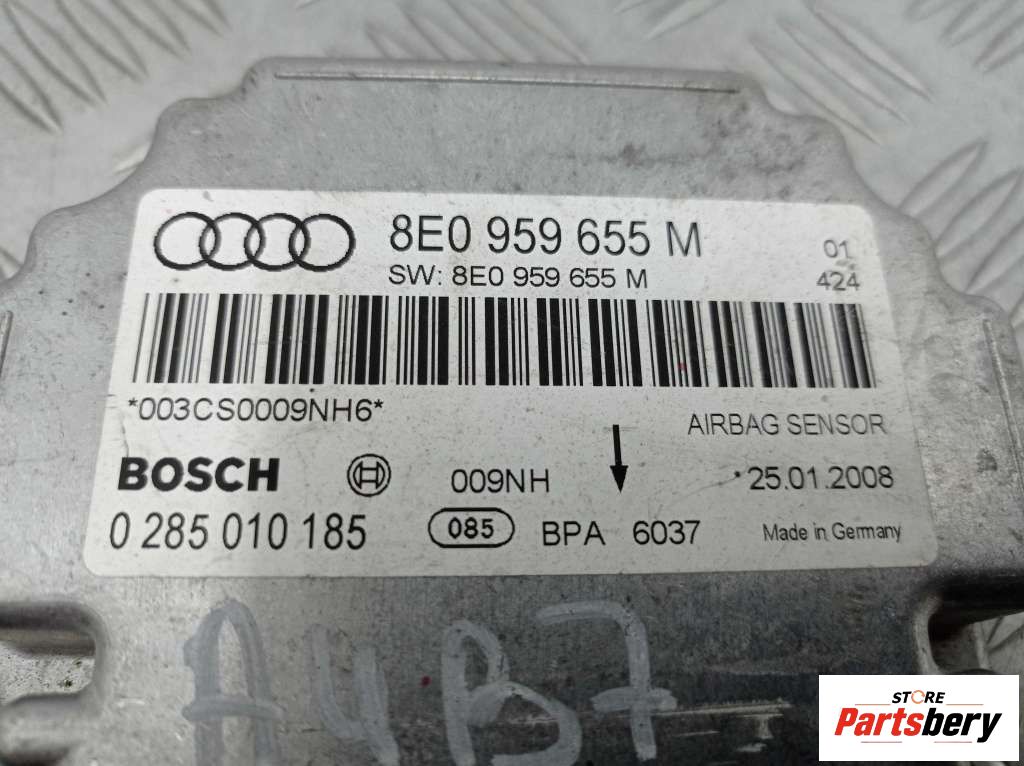 8E0 959 655 M
SW: 8E0 959 655 M
01
424
*003CS0009NH6*
AIRBAG SENSOR
BOSCH
009NH
*25.01.2008
0 285 010 185
085
BPA 6037
Made in Germany
A4B7
STORE
Partsbery